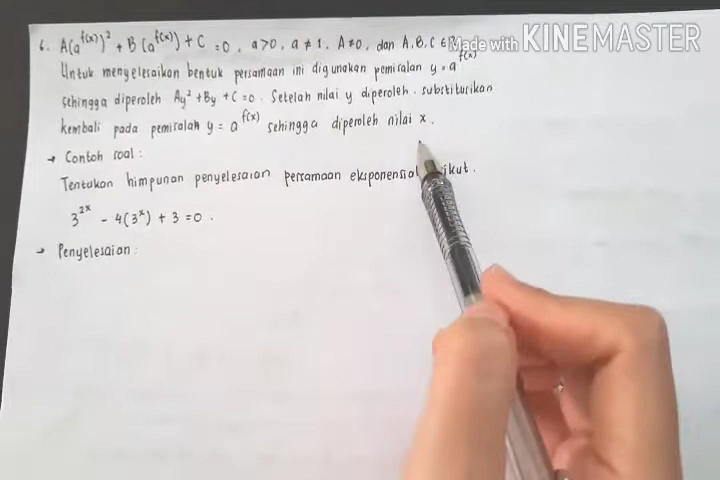 6. A(a^f(x))² + B(a^f(x)) + C = 0, a>0, a ≠ 1, A≠0, dan A,B,C ∈
Made with KINEMASTER
Untuk menyelesaikan bentuk persamaan ini digunakan pemisalan y = a^f(x)
sehingga diperoleh Ay² + By + C = 0. Setelah nilai y diperoleh, substitusikan
kembali pada pemisalan y = a^f(x) sehingga diperoleh nilai x.
→ Contoh soal :
Tentukan himpunan penyelesaian persamaan eksponensial ikut.
3^2x - 4(3^x) + 3 = 0.
→ Penyelesaian :